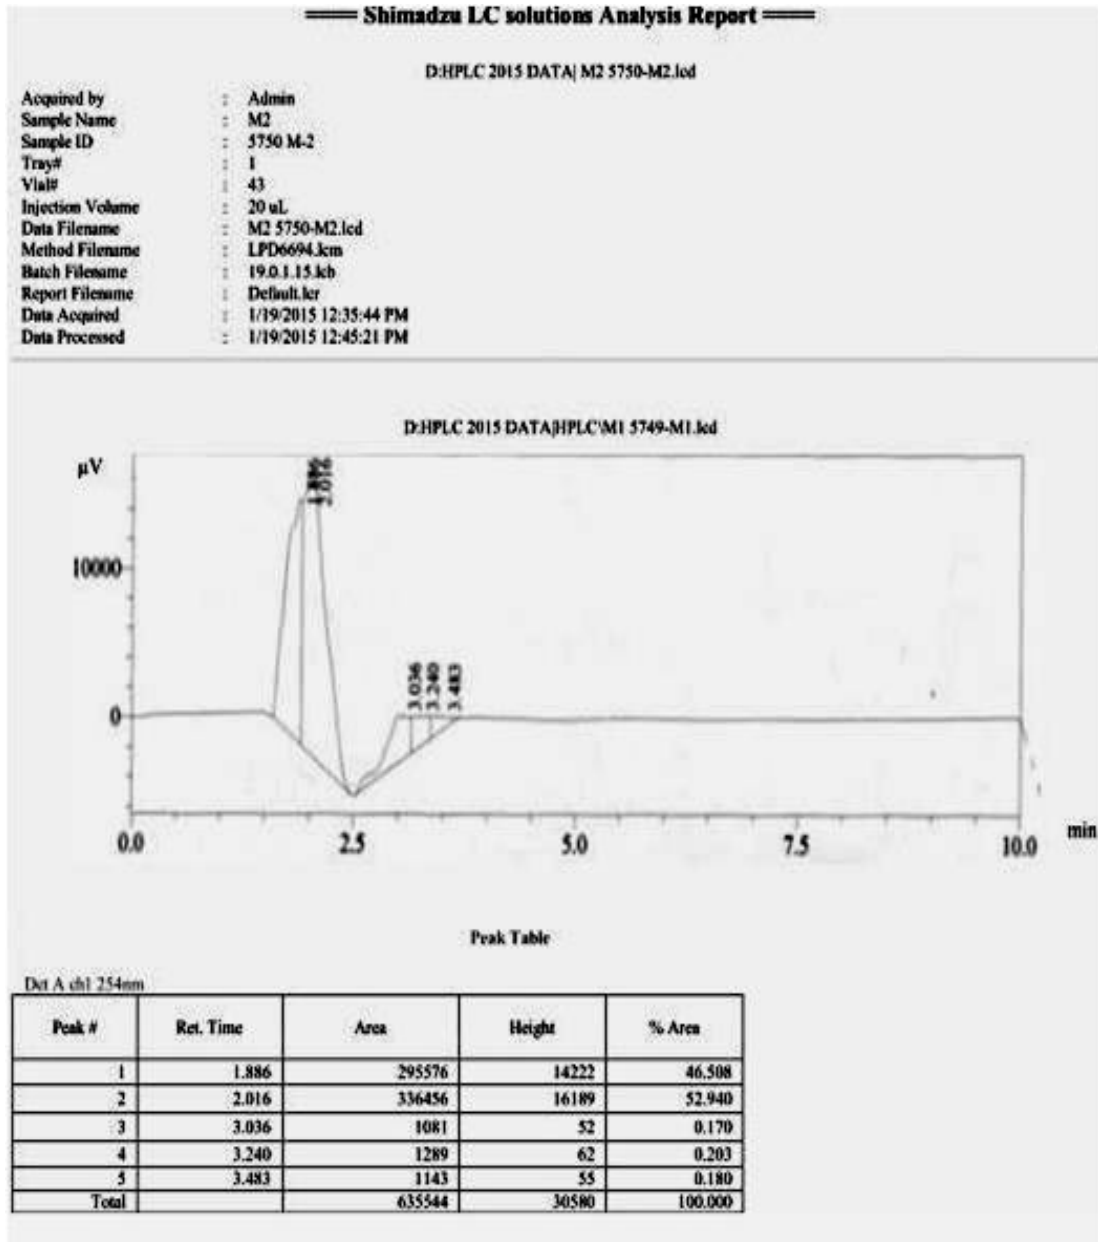 ===== Shimadzu LC solutions Analysis Report =====
D:HPLC 2015 DATA| M2 5750-M2.lcd
Acquired by : Admin
Sample Name : M2
Sample ID : 5750 M-2
Tray# : 1
Vial# : 43
Injection Volume : 20 uL
Data Filename : M2 5750-M2.lcd
Method Filename : LPD6694.lcm
Batch Filename : 19.0.1.15.lcb
Report Filename : Default.lcr
Data Acquired : 1/19/2015 12:35:44 PM
Data Processed : 1/19/2015 12:45:21 PM
D:HPLC 2015 DATA|HPLC\M1 5749-M1.lcd
µV
2.016
10000
3.036
3.240
3.483
0
0.0 2.5 5.0 7.5 10.0 min
Peak Table
Det A ch1 254nm
Peak # Ret. Time Area Height % Area
1 1.886 295576 14222 46.508
2 2.016 336456 16189 52.940
3 3.036 1081 52 0.170
4 3.240 1289 62 0.203
5 3.483 1143 55 0.180
Total 635544 30580 100.000